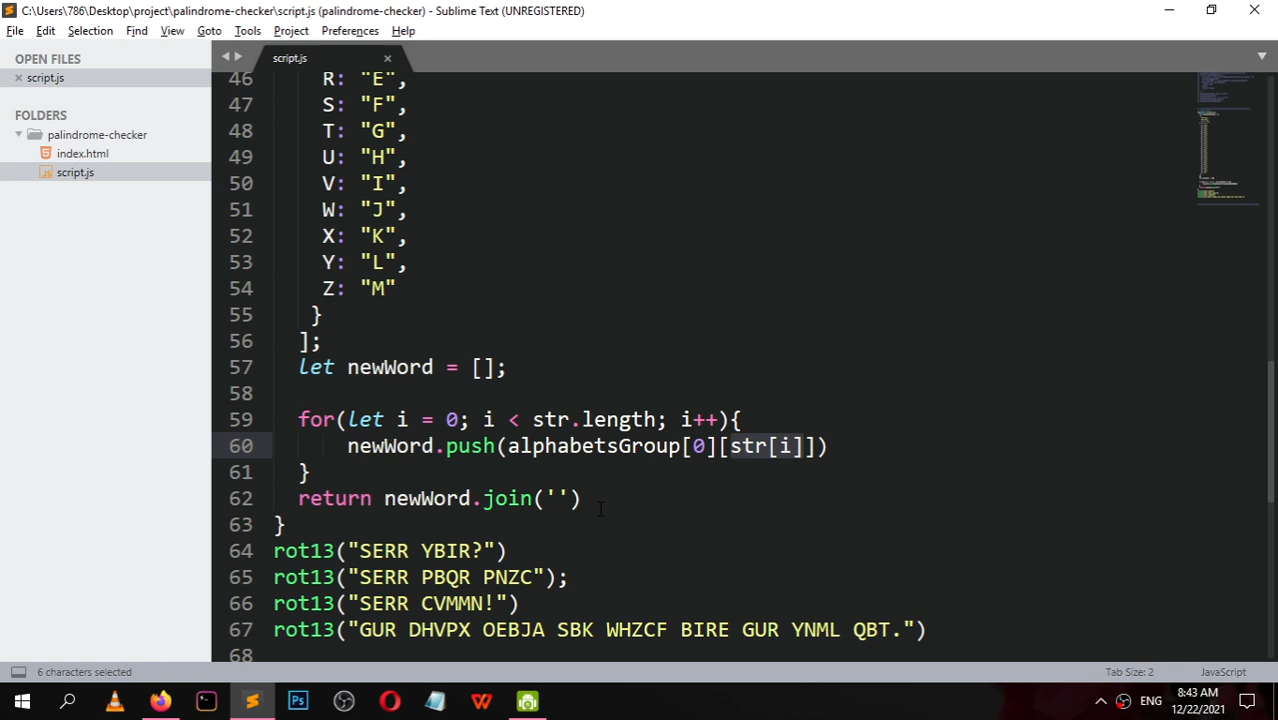 C:\Users\786\Desktop\project\palindrome-checker\script.js (palindrome-checker) - Sublime Text (UNREGISTERED)
File Edit Selection Find View Goto Tools Project Preferences Help
OPEN FILES
script.js
FOLDERS
palindrome-checker
index.html
script.js
script.js
46 R: "E",
47 S: "F",
48 T: "G",
49 U: "H",
50 V: "I",
51 W: "J",
52 X: "K",
53 Y: "L",
54 Z: "M"
55 }
56 ];
57 let newWord = [];
58
59 for(let i = 0; i < str.length; i++){
60 newWord.push(alphabetsGroup[0][str[i]])
61 }
62 return newWord.join('')
63 }
64 rot13("SERR YBIR?")
65 rot13("SERR PBQR PNZC");
66 rot13("SERR CVMMN!")
67 rot13("GUR DHVPX OEBJA SBK WHZCF BIRE GUR YNML QBT.")
68
6 characters selected
Tab Size: 2
JavaScript
Ps
ENG
8:43 AM
12/22/2021